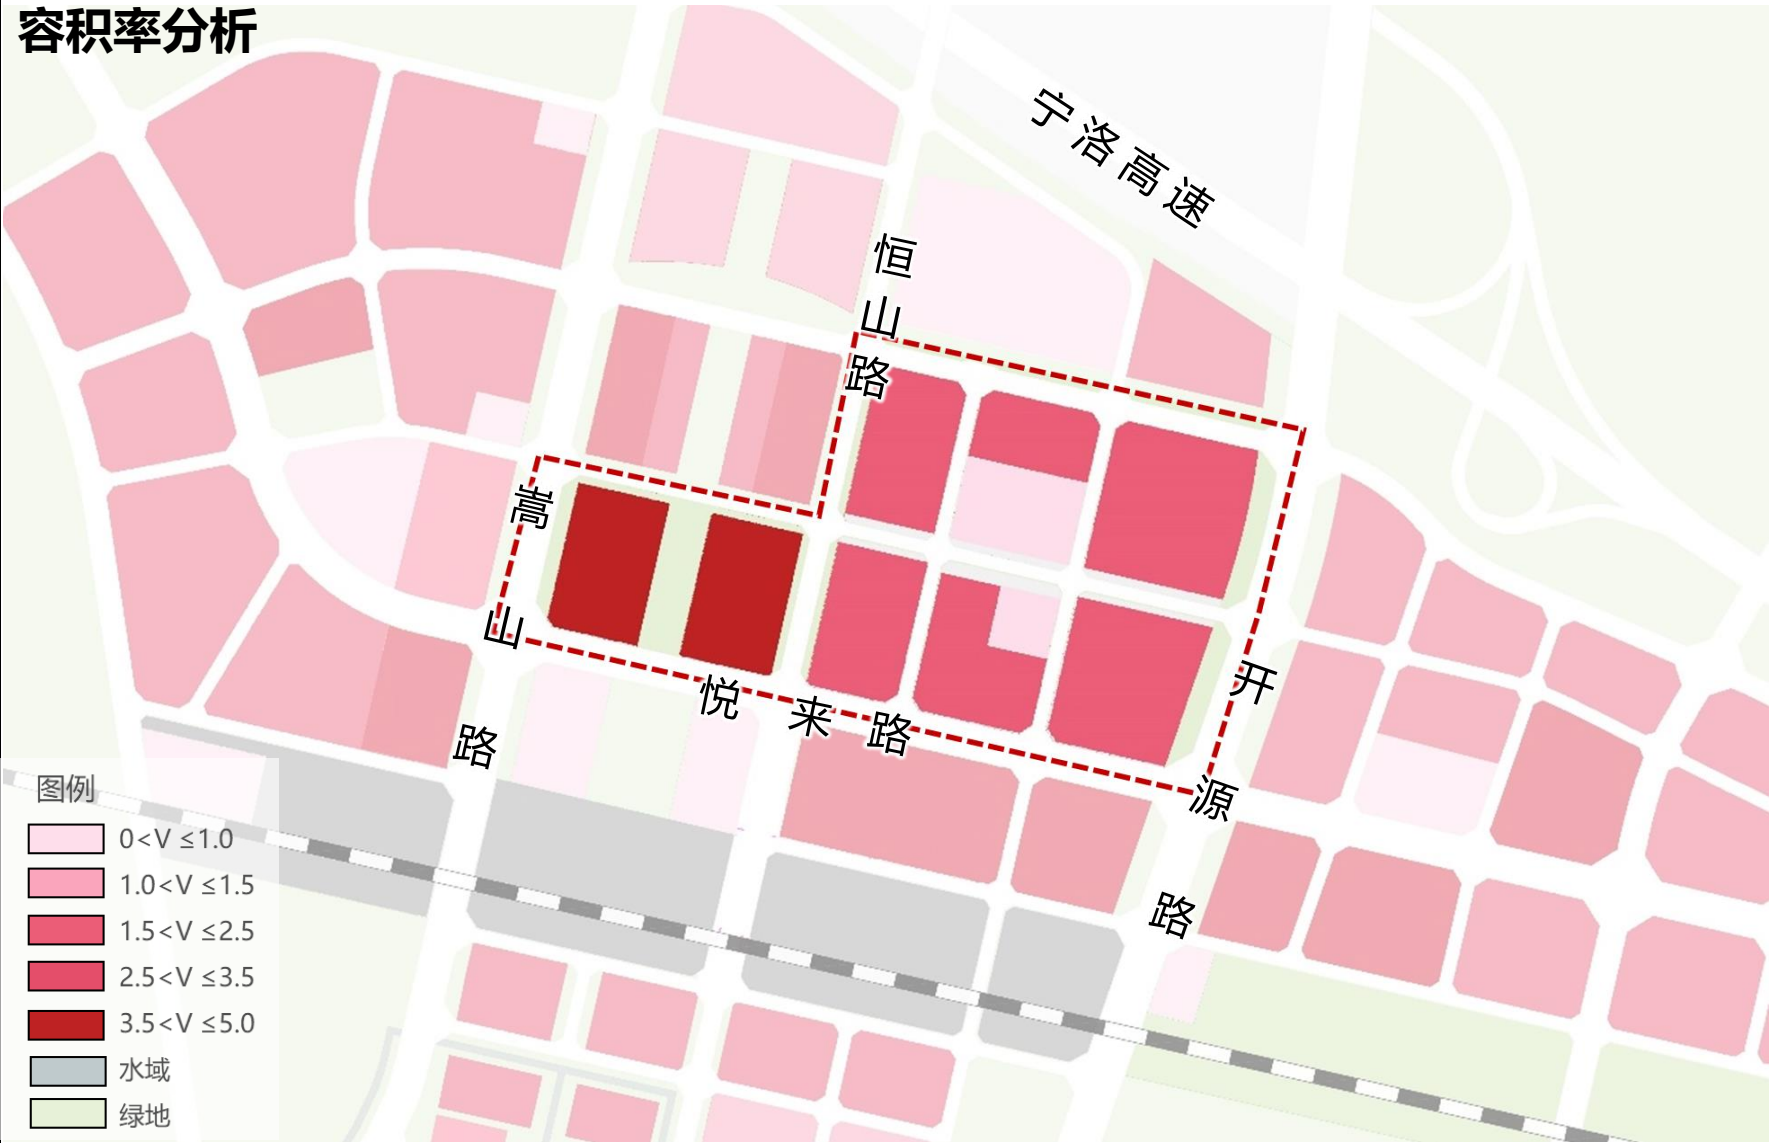 容积率分析
宁洛高速
恒山路
嵩山路
悦来路
开源路
图例
0<V ≤1.0
1.0<V ≤1.5
1.5<V ≤2.5
2.5<V ≤3.5
3.5<V ≤5.0
水域
绿地